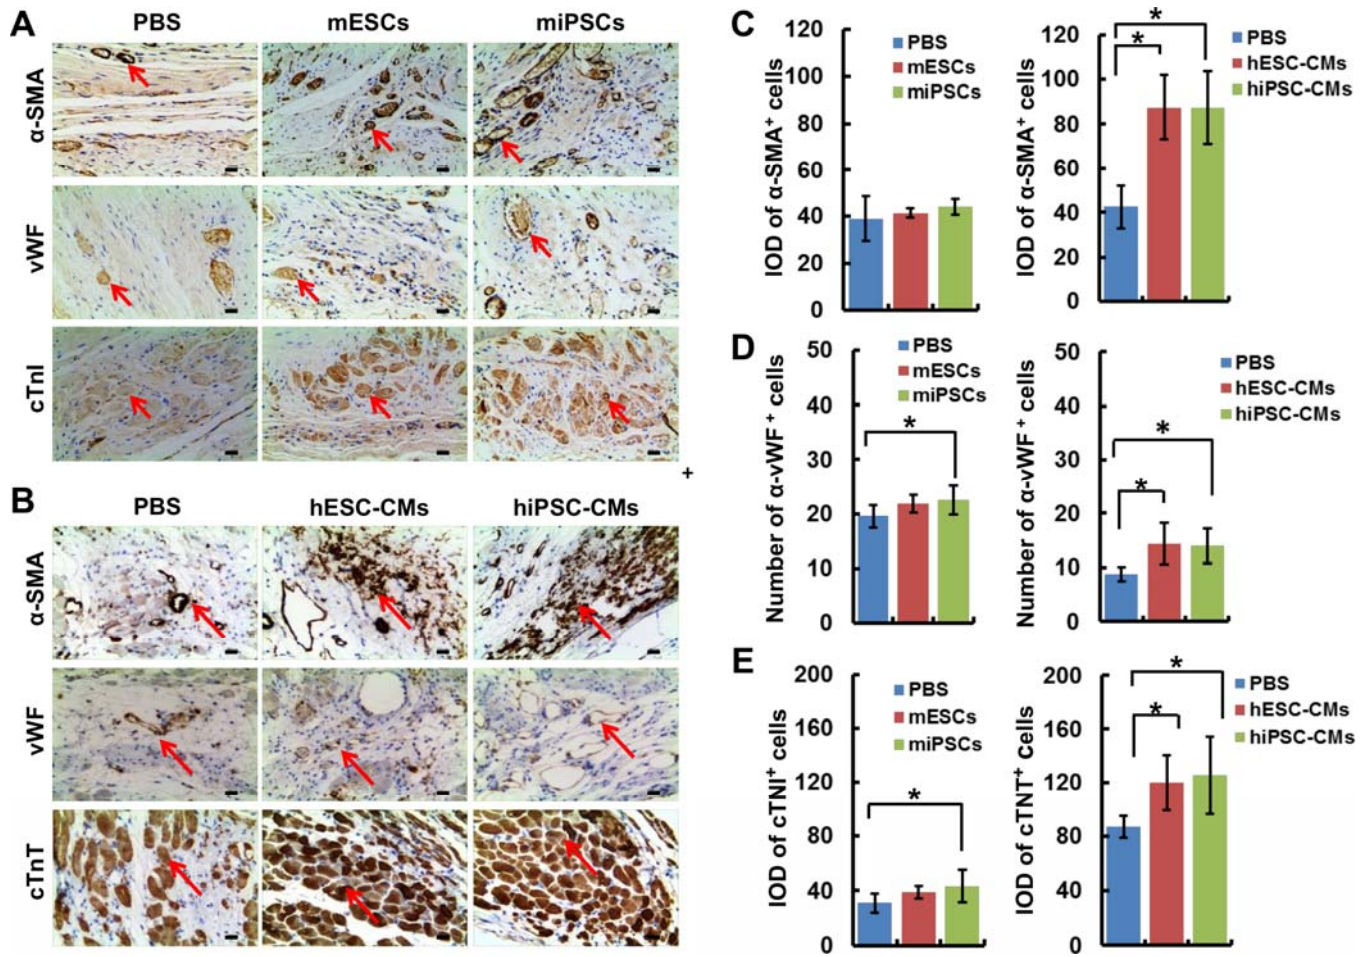 A
PBS mESCs miPSCs
α-SMA
vWF
cTnI
+
B
PBS hESC-CMs hiPSC-CMs
α-SMA
vWF
cTnT
C
IOD of α-SMA⁺ cells
120
100
80
60
40
20
0
PBS
mESCs
miPSCs
IOD of α-SMA⁺ cells
120
100
80
60
40
20
0
* *
PBS
hESC-CMs
hiPSC-CMs
D
Number of α-vWF⁺ cells
50
40
30
20
10
0
PBS
mESCs
miPSCs
*
Number of α-vWF⁺ cells
50
40
30
20
10
0
PBS
hESC-CMs
hiPSC-CMs
*
*
E
IOD of cTNI⁺ cells
200
160
120
80
40
0
PBS
mESCs
miPSCs
*
IOD of cTNT⁺ cells
200
160
120
80
40
0
*
*
PBS
hESC-CMs
hiPSC-CMs